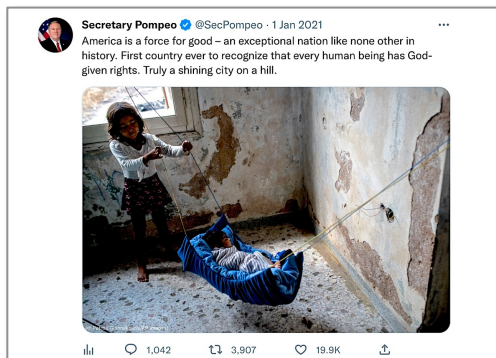 Secretary Pompeo @SecPompeo · 1 Jan 2021
America is a force for good – an exceptional nation like none other in
history. First country ever to recognize that every human being has God-
given rights. Truly a shining city on a hill.
1,042 3,907 19.9K